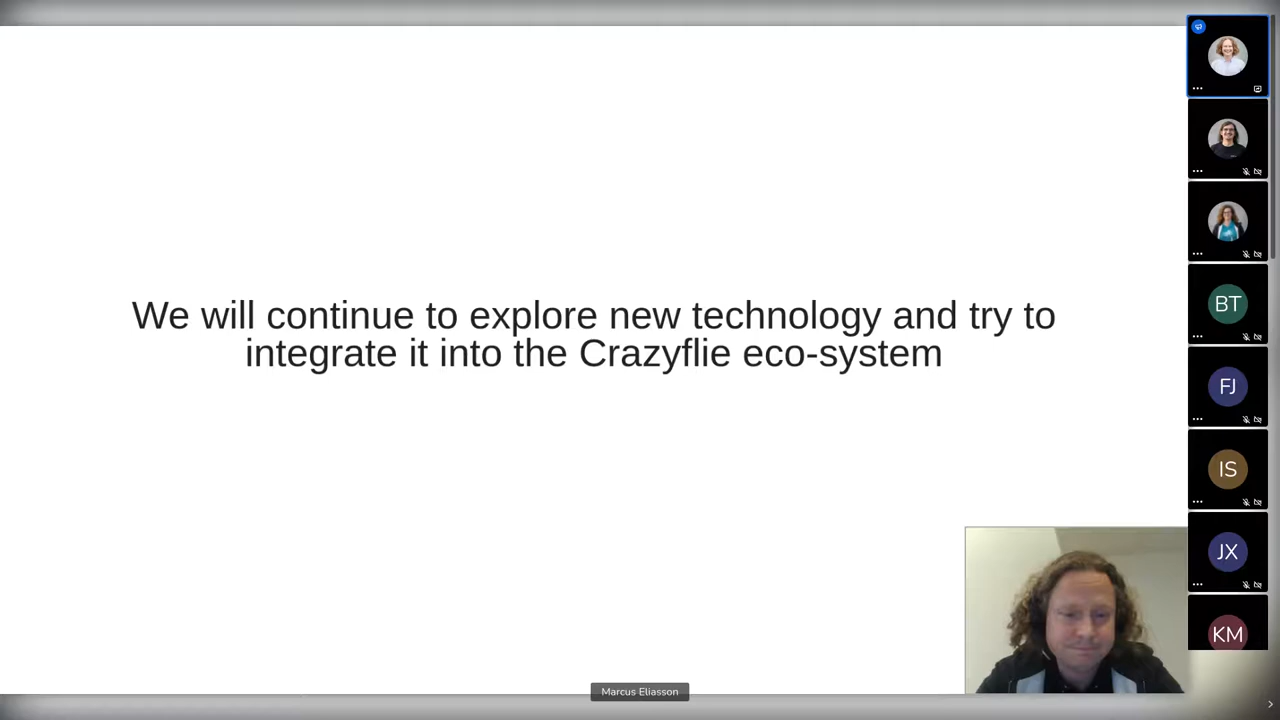 We will continue to explore new technology and try to
integrate it into the Crazyflie eco-system
BT
FJ
IS
JX
KM
Marcus Eliasson